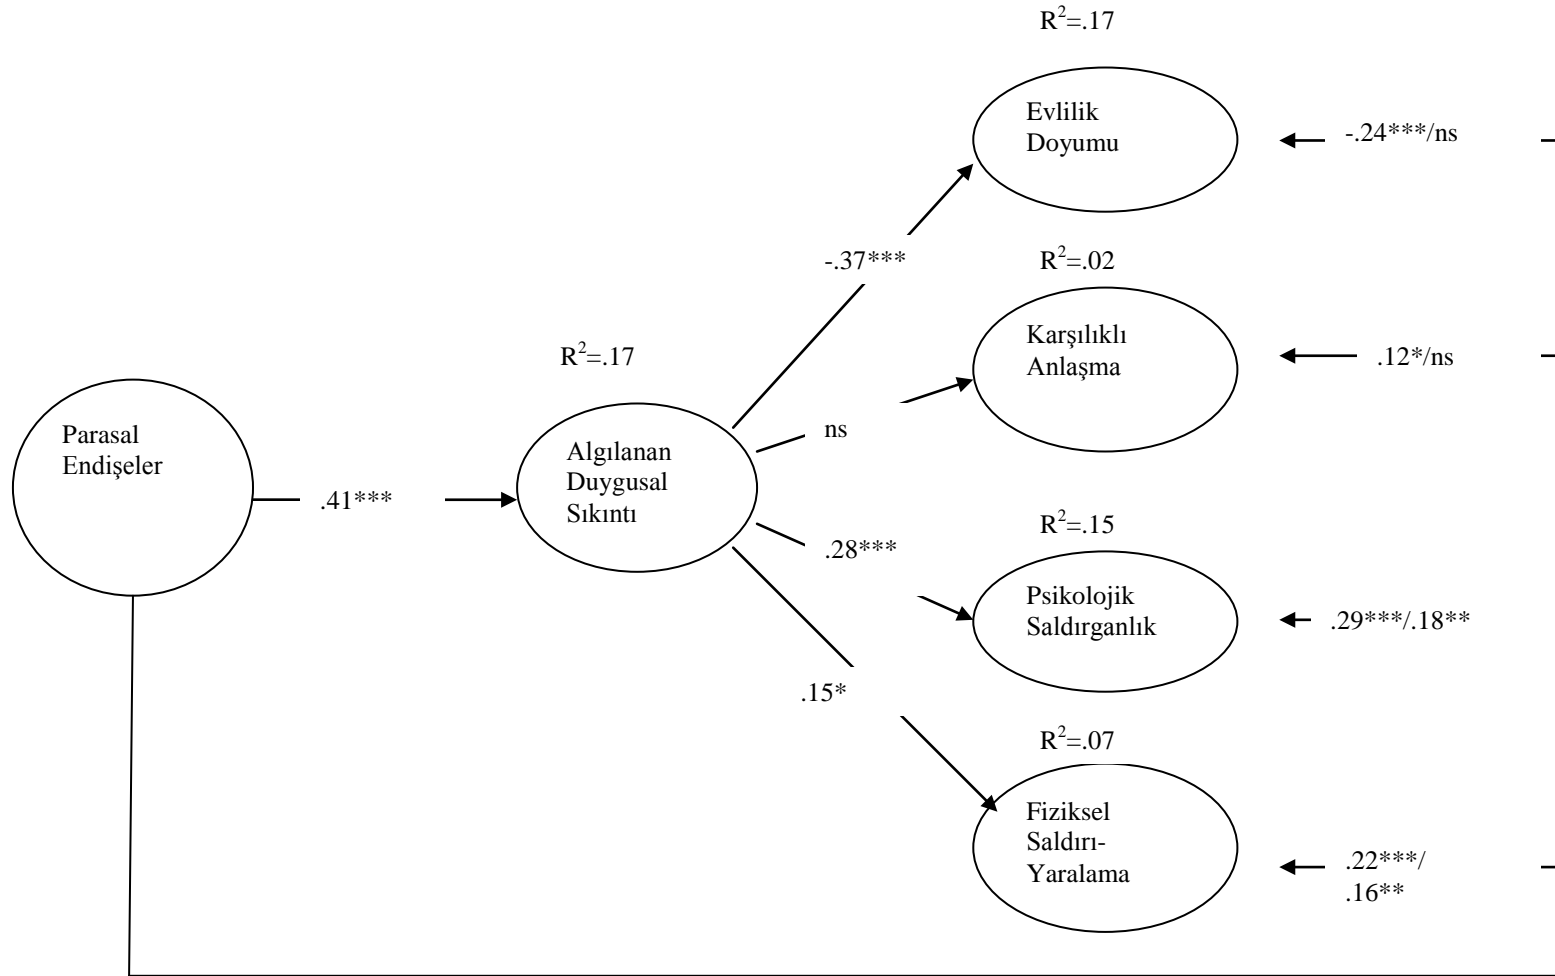 R²=.17
Evlilik
Doyumu
-.24***/ns
-.37***
R²=.02
Karşılıklı
Anlaşma
.12*/ns
R²=.17
Parasal
Endişeler
.41***
Algılanan
Duygusal
Sıkıntı
ns
R²=.15
.28***
Psikolojik
Saldırganlık
.29***/.18**
.15*
R²=.07
Fiziksel
Saldırı-
Yaralama
.22***/
.16**